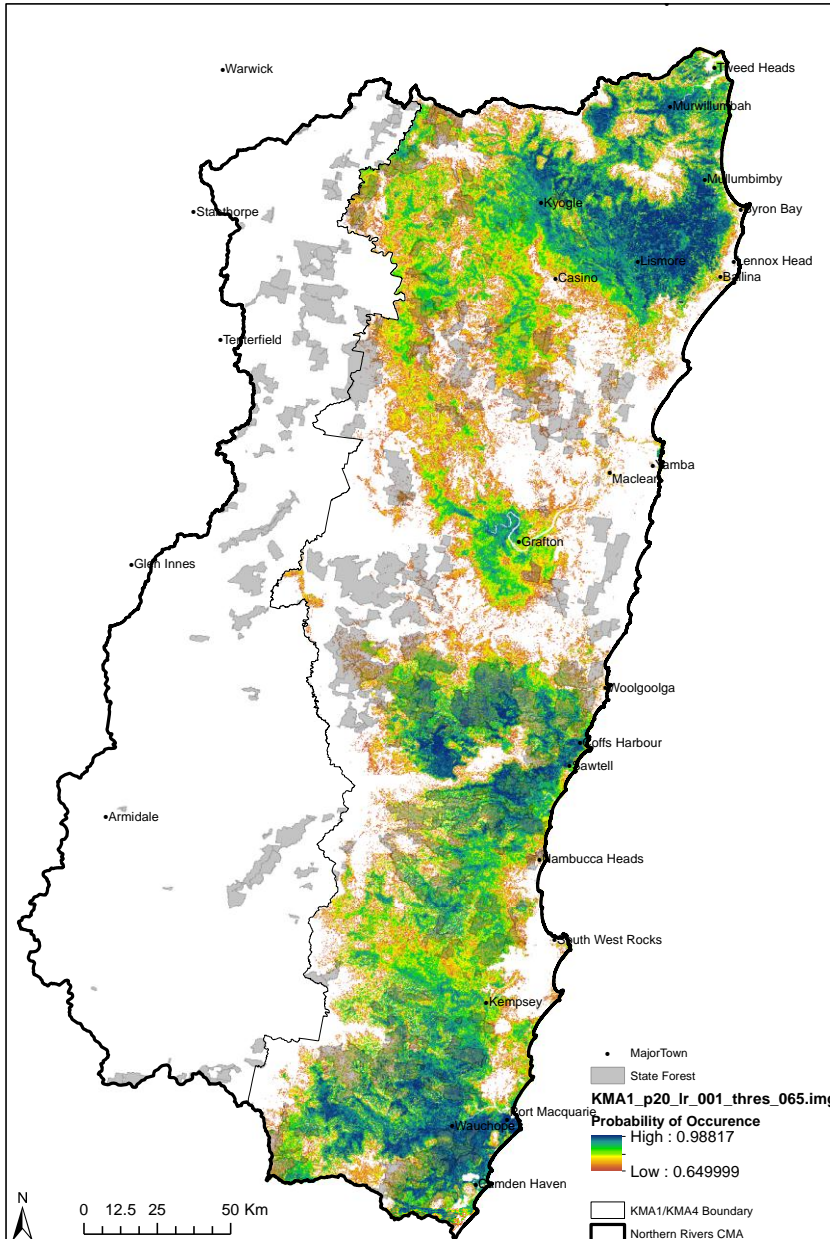 Warwick
Tweed Heads
Murwillumbah
Mullumbimby
Stanthorpe
Kyogle
Byron Bay
Lismore
Lennox Head
Casino
Ballina
Tenterfield
Yamba
Maclean
Grafton
Glen Innes
Woolgoolga
Coffs Harbour
Sawtell
Armidale
Nambucca Heads
South West Rocks
Kempsey
Port Macquarie
Wauchope
Camden Haven
MajorTown
State Forest
KMA1_p20_lr_001_thres_065.img
Probability of Occurence
High : 0.98817
Low : 0.649999
KMA1/KMA4 Boundary
Northern Rivers CMA
N
0 12.5 25 50 Km